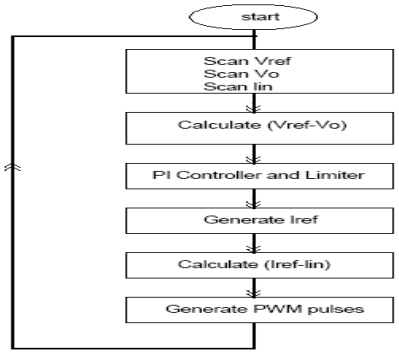 start
Scan Vref
Scan Vo
Scan Iin
Calculate (Vref-Vo)
PI Controller and Limiter
Generate Iref
Calculate (Iref-Iin)
Generate PWM pulses